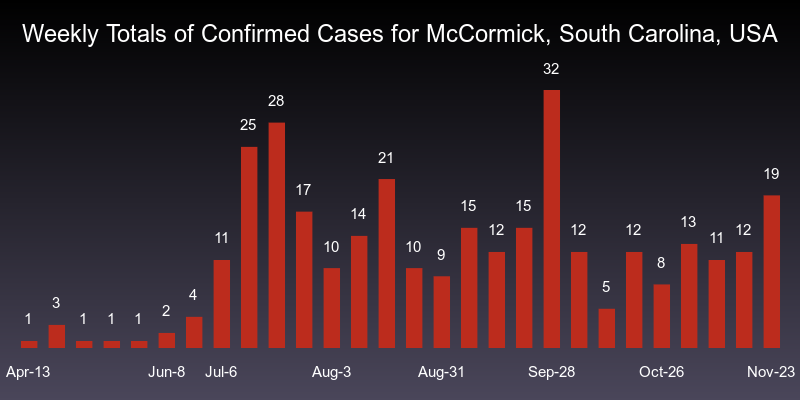 Weekly Totals of Confirmed Cases for McCormick, South Carolina, USA
1 3 1 1 1 2 4 11 25 28 17 10 14 21 10 9 15 12 15 32 12 5 12 8 13 11 12 19
Apr-13 Jun-8 Jul-6 Aug-3 Aug-31 Sep-28 Oct-26 Nov-23